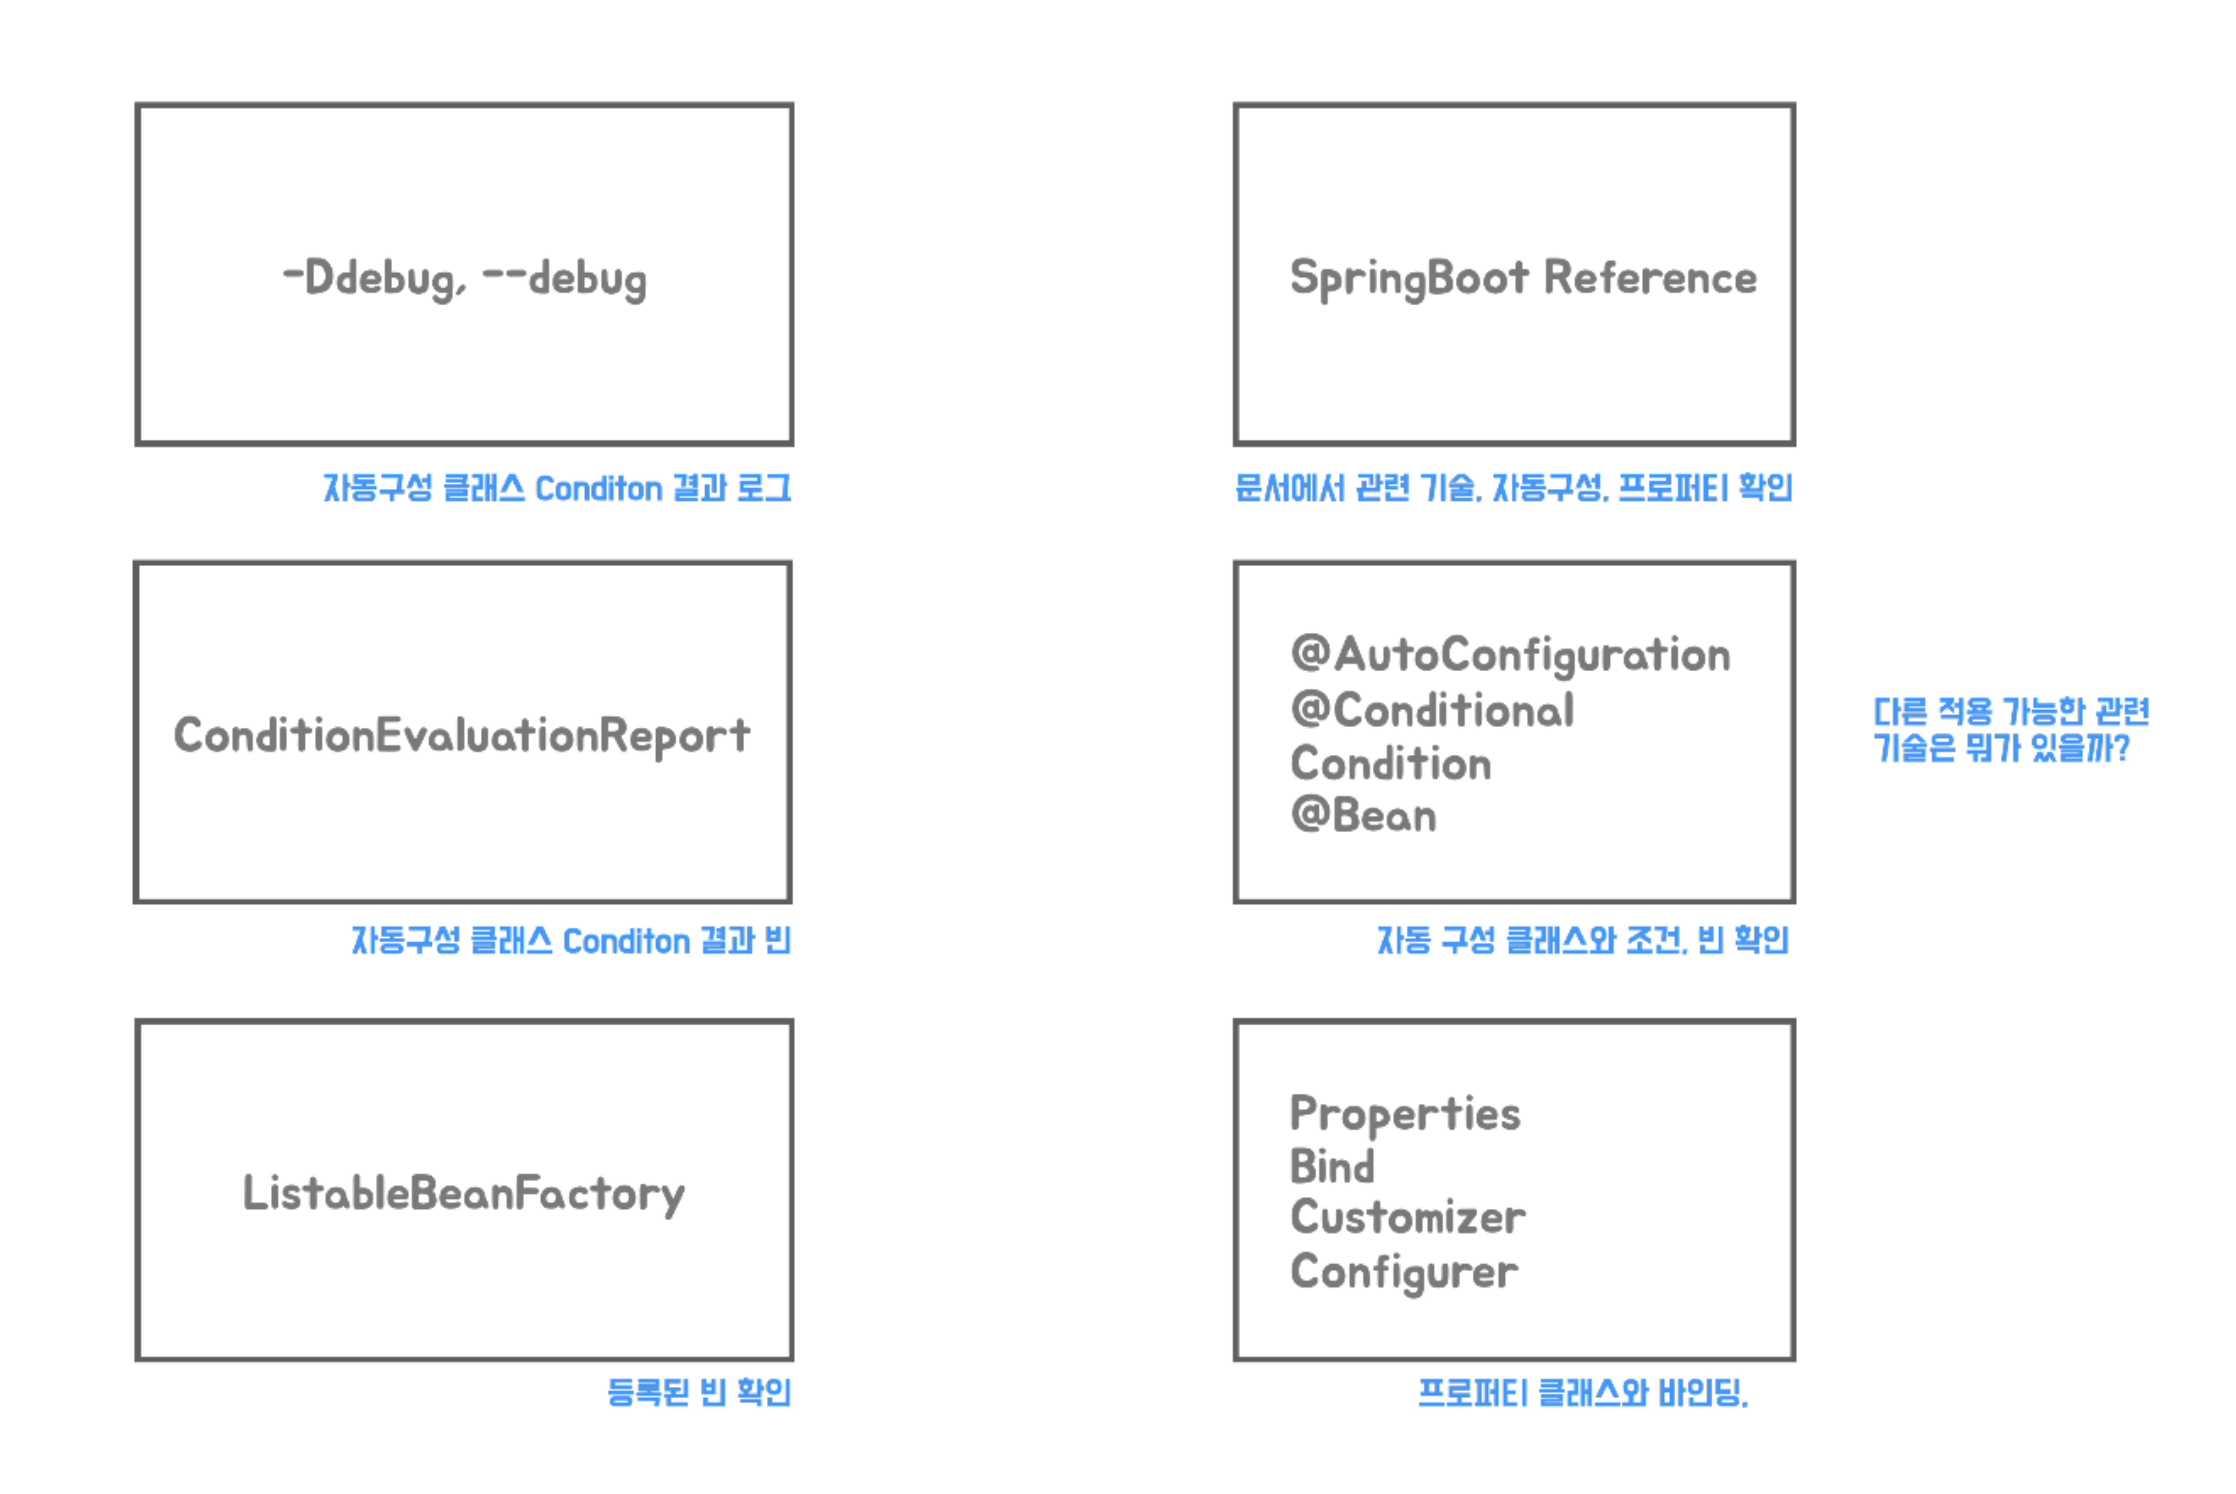 -Ddebug, --debug
자동구성 클래스 Conditon 결과 로그
SpringBoot Reference
문서에서 관련 기술, 자동구성, 프로퍼티 확인
ConditionEvaluationReport
자동구성 클래스 Conditon 결과 빈
@AutoConfiguration
@Conditional
Condition
@Bean
자동 구성 클래스와 조건, 빈 확인
다른 적용 가능한 관련
기술은 뭐가 있을까?
ListableBeanFactory
등록된 빈 확인
Properties
Bind
Customizer
Configurer
프로퍼티 클래스와 바인딩,